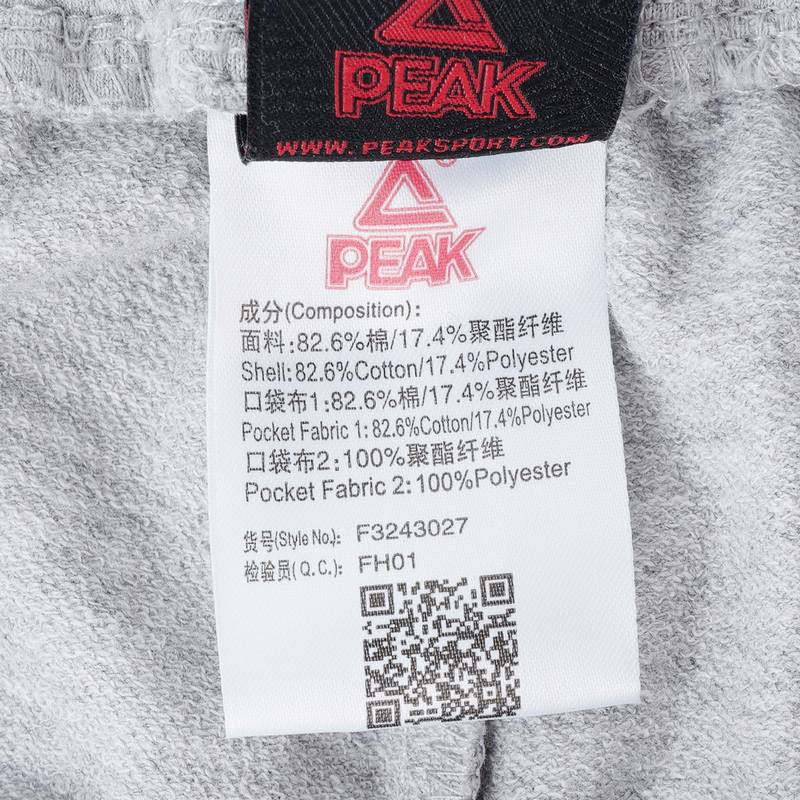 PEAK
WWW. PEAKSPORT.COM
PEAK
成分(Composition):
面料:82.6%棉/17.4%聚酯纤维
Shell:82.6%Cotton/17.4%Polyester
口袋布1:82.6%棉/17.4%聚酯纤维
Pocket Fabric 1: 82.6%Cotton/17.4%Polyester
口袋布2:100%聚酯纤维
Pocket Fabric 2:100%Polyester
货号(Style No.): F3243027
检验员(Q.C.): FH01